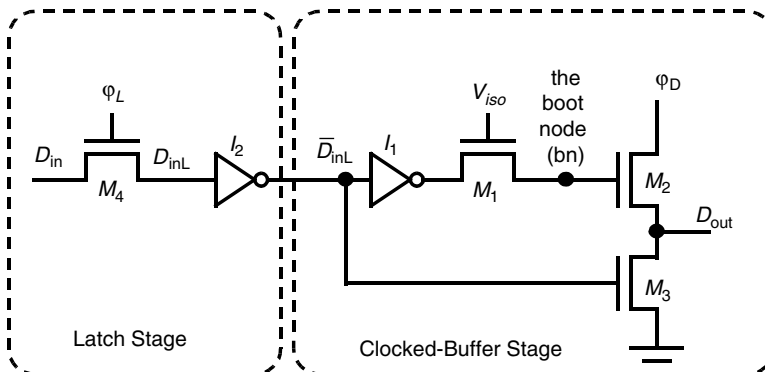 φL
Din
DinL
M4
I2
D̅inL
I1
Viso
M1
the
boot
node
(bn)
φD
M2
Dout
M3
Latch Stage
Clocked-Buffer Stage